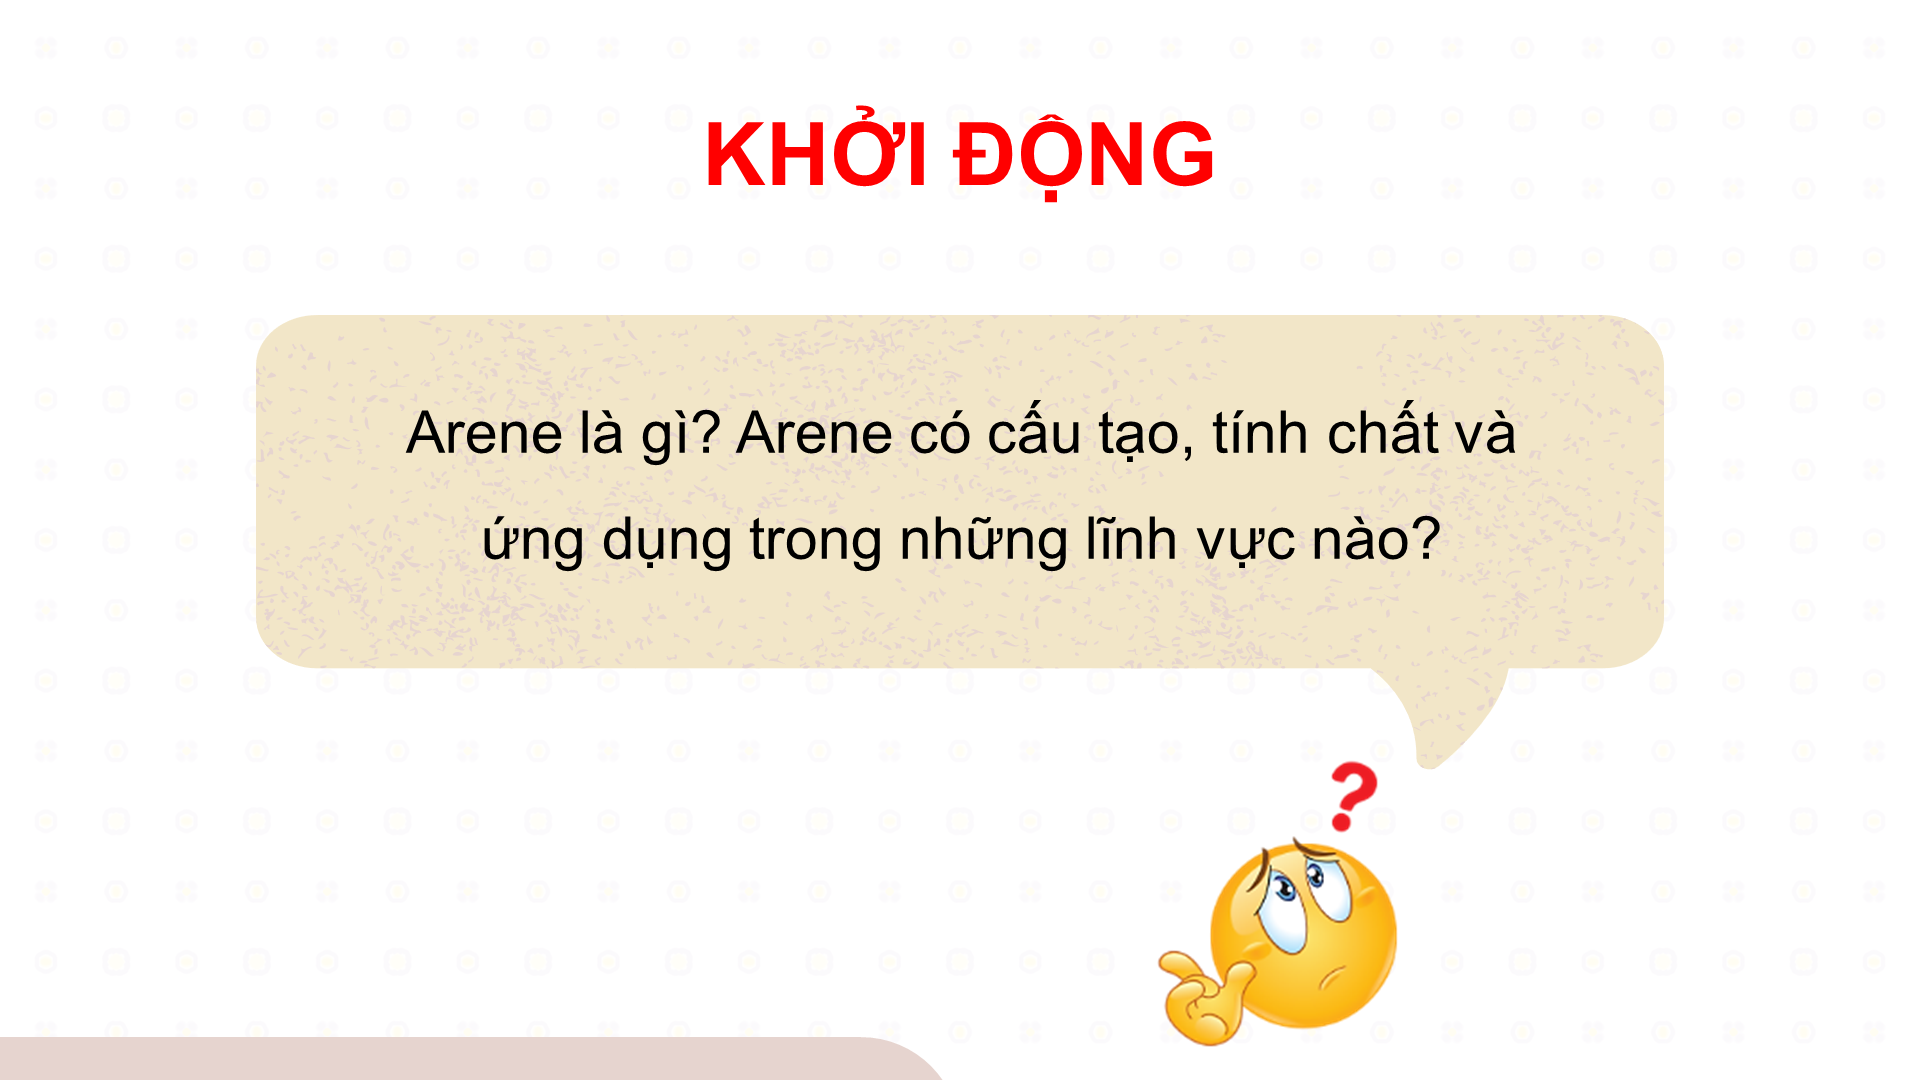 KHỞI ĐỘNG
Arene là gì? Arene có cấu tạo, tính chất và
ứng dụng trong những lĩnh vực nào?
?